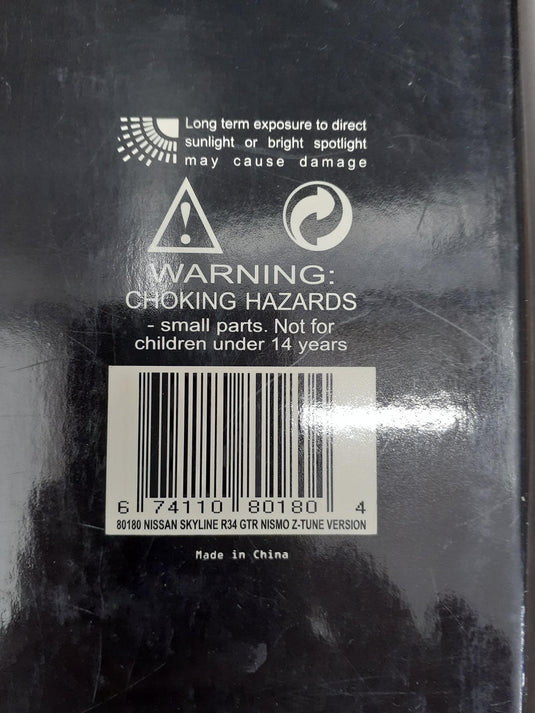 Long term exposure to direct
sunlight or bright spotlight
may cause damage
WARNING:
CHOKING HAZARDS
- small parts. Not for
children under 14 years
6 74110 80180 4
80180 NISSAN SKYLINE R34 GTR NISMO Z-TUNE VERSION
Made in China